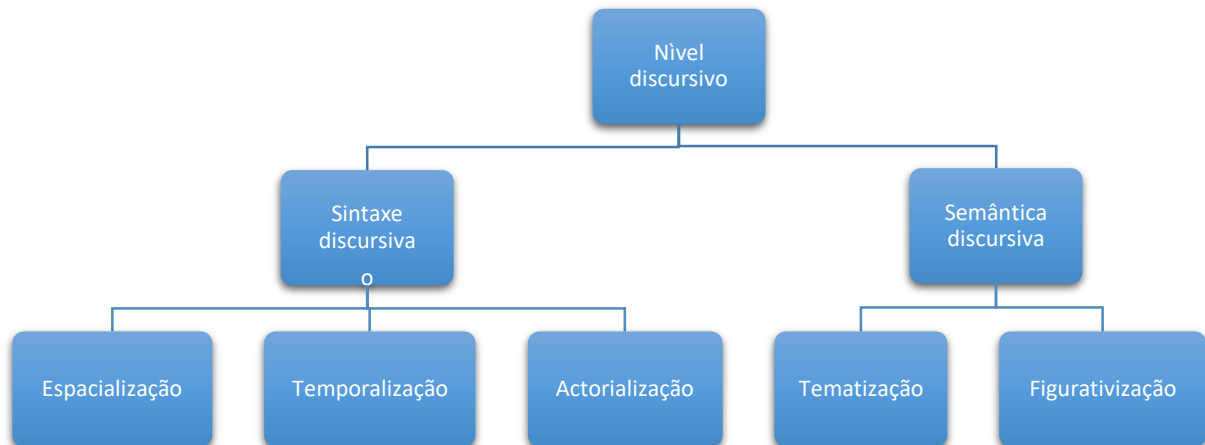 Nìvel
discursivo
Sintaxe
discursiva
o
Semântica
discursiva
Espacialização
Temporalização
Actorialização
Tematização
Figurativização